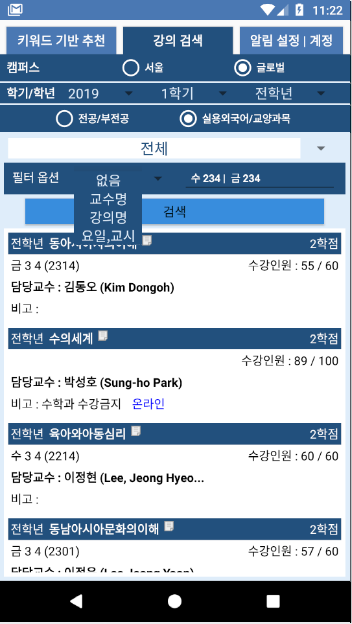 11:22
키워드 기반 추천 강의 검색 알림 설정 | 계정
캠퍼스 서울 글로벌
학기/학년 2019 1학기 전학년
전공/부전공 실용외국어/교양과목
전체
필터 옵션 수 234 | 금 234
없음
교수명
강의명
요일,교시
검색
전학년 2학점
금 3 4 (2314) 수강인원 : 55 / 60
담당교수 : 김동오 (Kim Dongoh)
비고 :
전학년 수의세계 2학점
수강인원 : 89 / 100
담당교수 : 박성호 (Sung-ho Park)
비고 : 수학과 수강금지 온라인
전학년 육아와아동심리 2학점
수 3 4 (2214) 수강인원 : 60 / 60
담당교수 : 이정현 (Lee, Jeong Hyeo...
비고 :
전학년 동남아시아문화의이해 2학점
금 3 4 (2301) 수강인원 : 57 / 60
담당교수 :